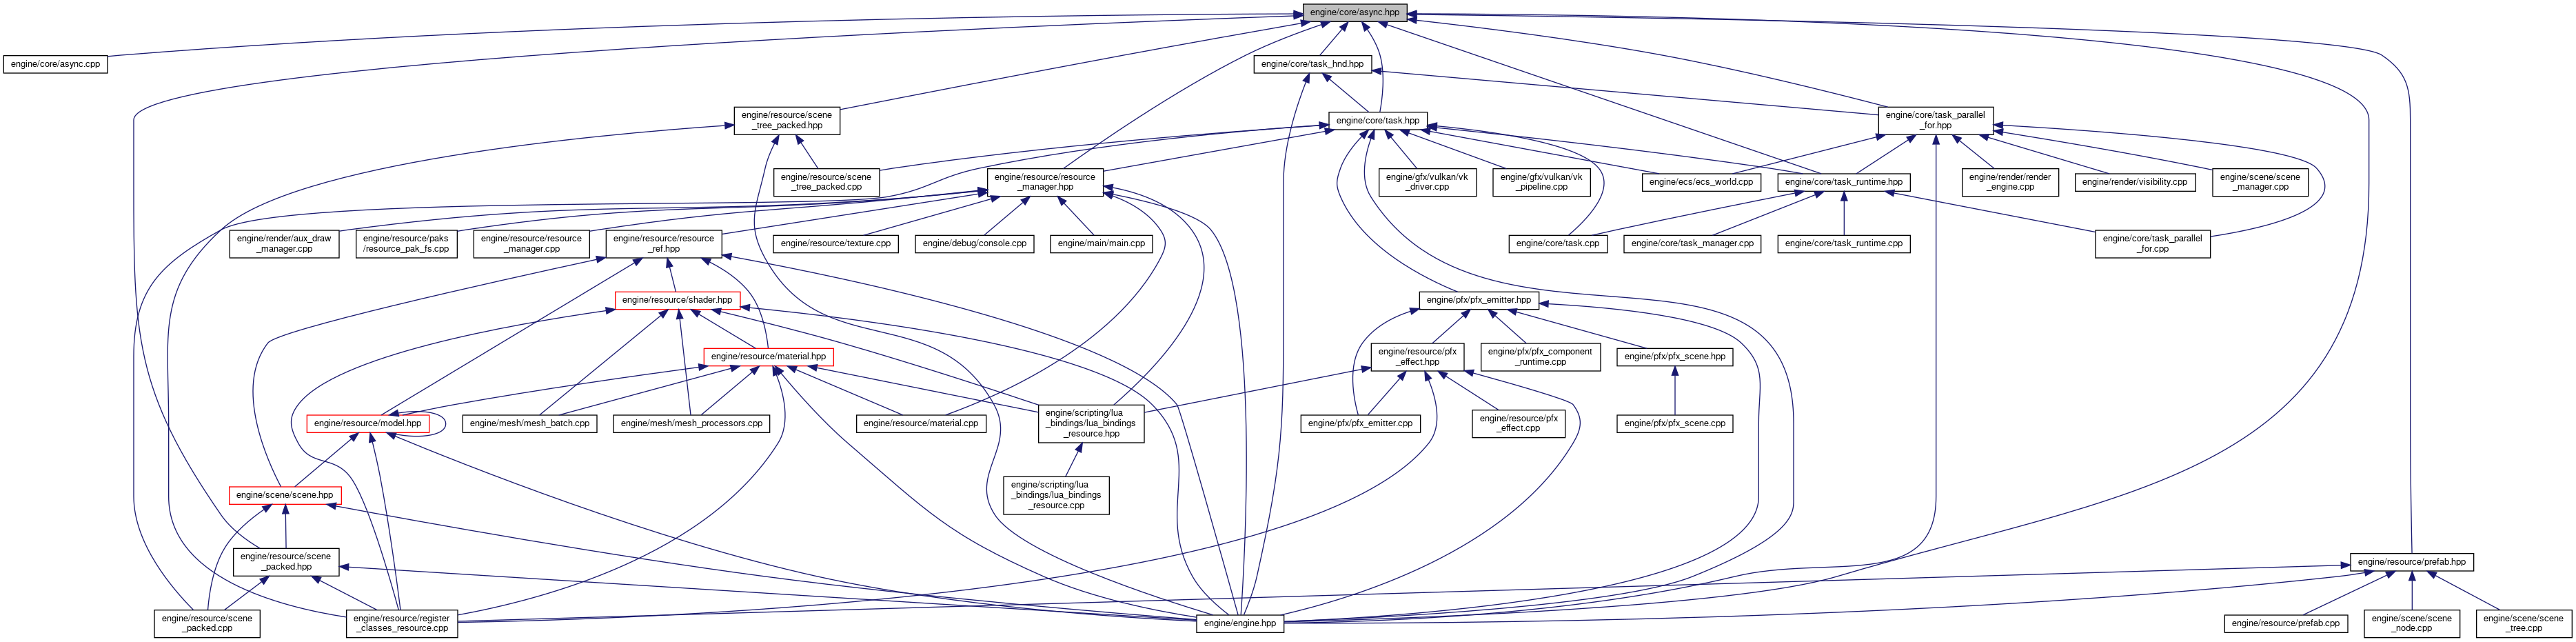 engine/core/async.hpp
engine/core/async.cpp
engine/core/task_hnd.hpp
engine/resource/scene
_tree_packed.hpp
engine/core/task.hpp
engine/core/task_parallel
_for.hpp
engine/resource/scene
_tree_packed.cpp
engine/resource/resource
_manager.hpp
engine/gfx/vulkan/vk
_driver.cpp
engine/gfx/vulkan/vk
_pipeline.cpp
engine/ecs/ecs_world.cpp
engine/core/task_runtime.hpp
engine/render/render
_engine.cpp
engine/render/visibility.cpp
engine/scene/scene
_manager.cpp
engine/render/aux_draw
_manager.cpp
engine/resource/paks
/resource_pak_fs.cpp
engine/resource/resource
_manager.cpp
engine/resource/resource
_ref.hpp
engine/resource/texture.cpp
engine/debug/console.cpp
engine/main/main.cpp
engine/core/task.cpp
engine/core/task_manager.cpp
engine/core/task_runtime.cpp
engine/core/task_parallel
_for.cpp
engine/resource/shader.hpp
engine/pfx/pfx_emitter.hpp
engine/resource/material.hpp
engine/resource/pfx
_effect.hpp
engine/pfx/pfx_component
_runtime.cpp
engine/pfx/pfx_scene.hpp
engine/resource/model.hpp
engine/mesh/mesh_batch.cpp
engine/mesh/mesh_processors.cpp
engine/resource/material.cpp
engine/scripting/lua
_bindings/lua_bindings
_resource.hpp
engine/pfx/pfx_emitter.cpp
engine/resource/pfx
_effect.cpp
engine/pfx/pfx_scene.cpp
engine/scene/scene.hpp
engine/scripting/lua
_bindings/lua_bindings
_resource.cpp
engine/resource/scene
_packed.hpp
engine/resource/prefab.hpp
engine/resource/scene
_packed.cpp
engine/resource/register
_classes_resource.cpp
engine/engine.hpp
engine/resource/prefab.cpp
engine/scene/scene
_node.cpp
engine/scene/scene
_tree.cpp